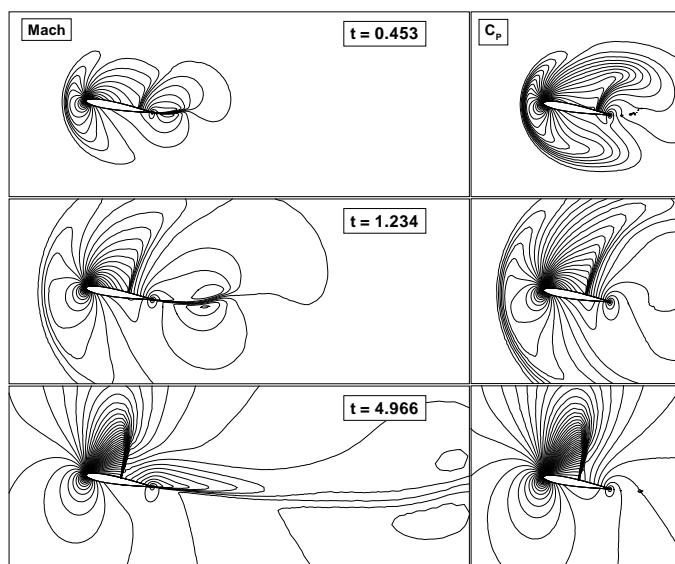 Mach
t = 0.453
C_P
t = 1.234
t = 4.966